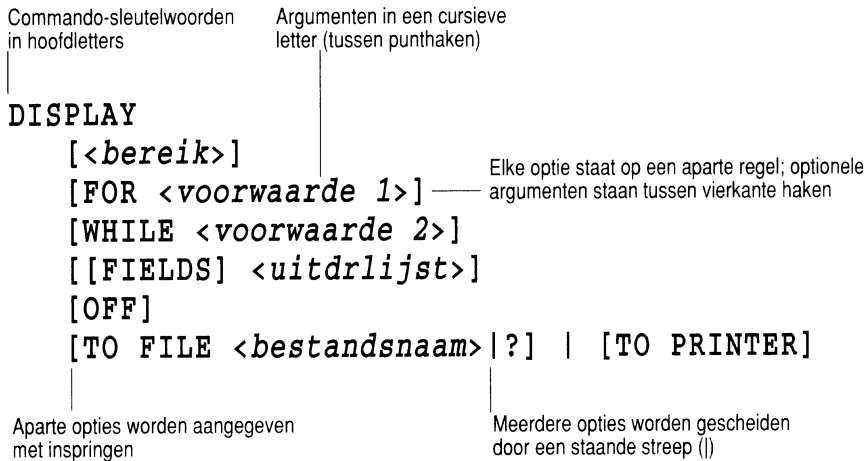 Commando-sleutelwoorden
in hoofdletters
Argumenten in een cursieve
letter (tussen punthaken)
DISPLAY
[<bereik>]
[FOR <voorwaarde 1>]
Elke optie staat op een aparte regel; optionele
argumenten staan tussen vierkante haken
[WHILE <voorwaarde 2>]
[[FIELDS] <uitdrlijst>]
[OFF]
[TO FILE <bestandsnaam>|?] | [TO PRINTER]
Aparte opties worden aangegeven
met inspringen
Meerdere opties worden gescheiden
door een staande streep (|)